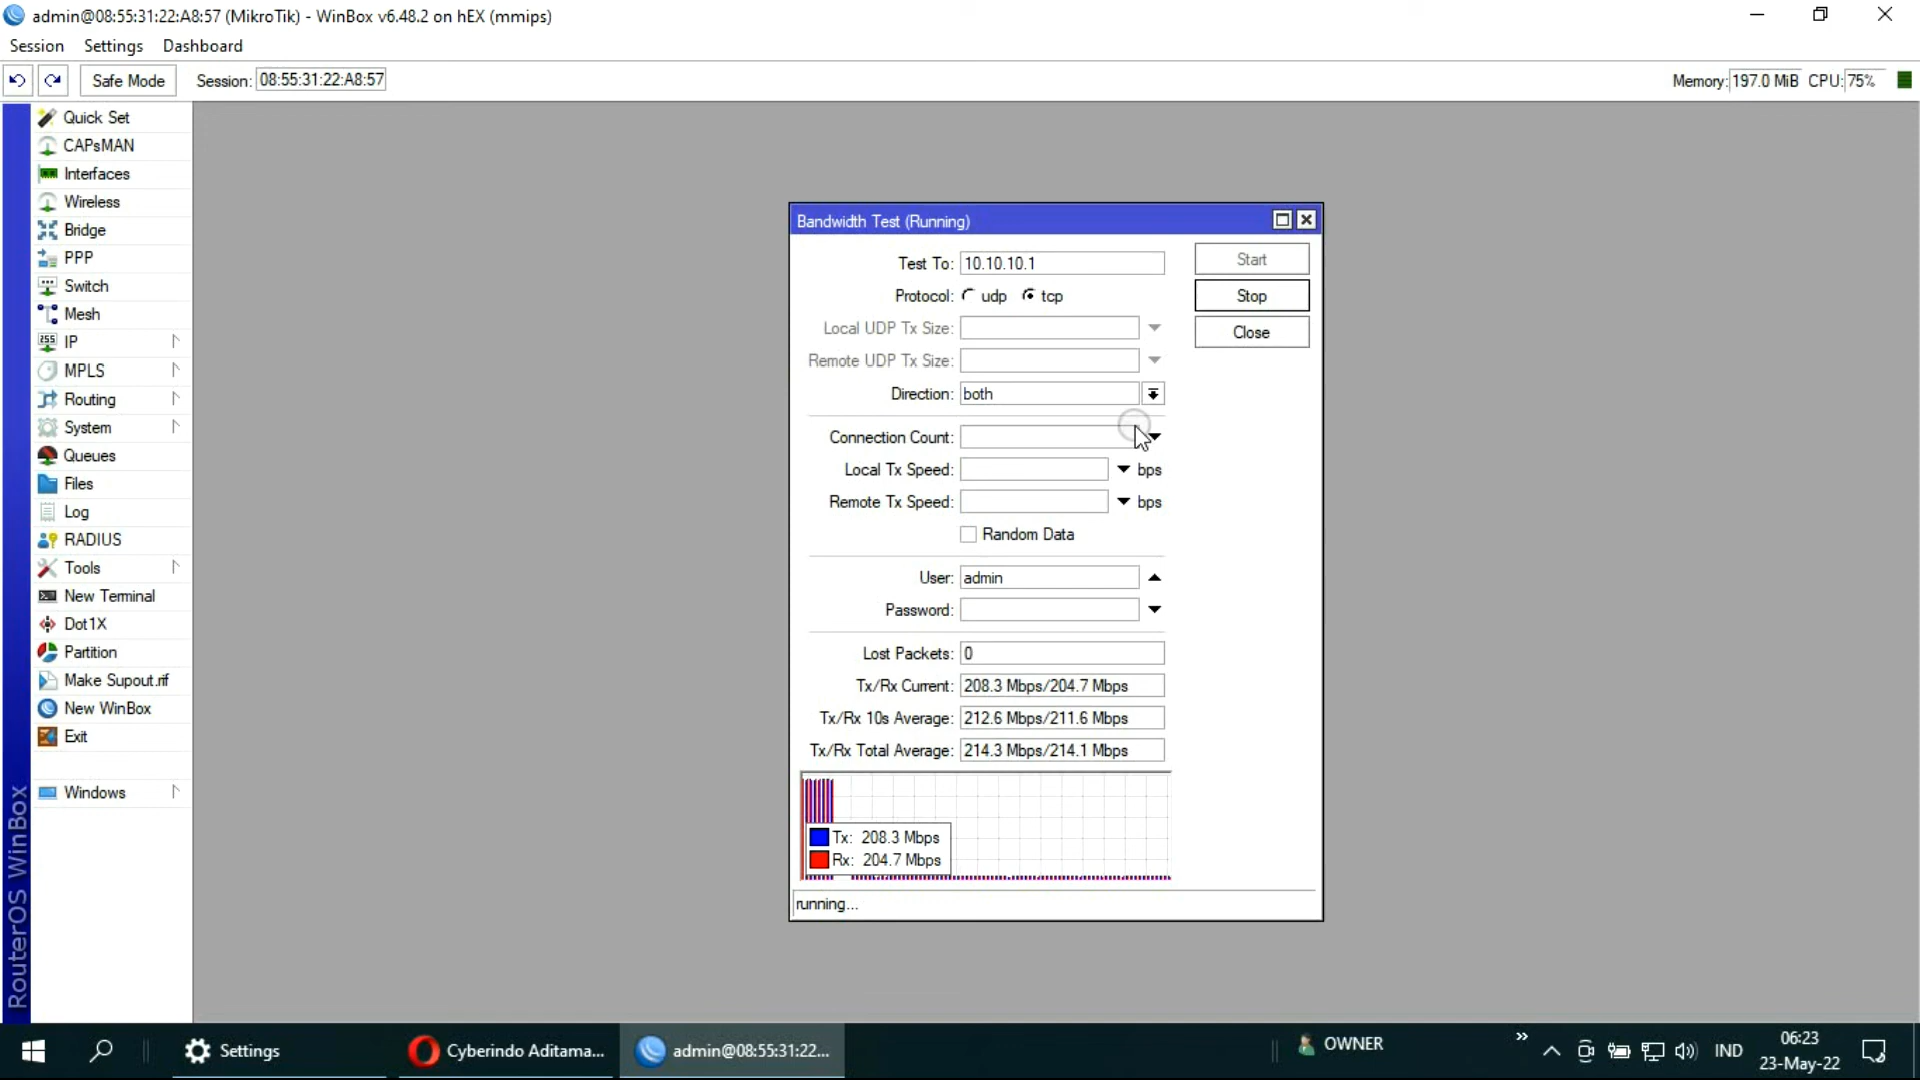 admin@08:55:31:22:A8:57 (MikroTik) - WinBox v6.48.2 on hEX (mmips)
Session Settings Dashboard
Safe Mode Session: 08:55:31:22:A8:57 Memory: 197.0 MiB CPU: 75%
Quick Set
CAPsMAN
Interfaces
Wireless
Bridge
PPP
Switch
Mesh
255 IP
MPLS
Routing
System
Queues
Files
Log
RADIUS
Tools
New Terminal
Dot1X
Partition
Make Supout.rif
New WinBox
Exit
Windows
RouterOS WinBox
Bandwidth Test (Running)
Test To: 10.10.10.1
Protocol: udp tcp
Local UDP Tx Size:
Remote UDP Tx Size:
Direction: both
Connection Count:
Local Tx Speed: bps
Remote Tx Speed: bps
Random Data
User: admin
Password:
Lost Packets: 0
Tx/Rx Current: 208.3 Mbps/204.7 Mbps
Tx/Rx 10s Average: 212.6 Mbps/211.6 Mbps
Tx/Rx Total Average: 214.3 Mbps/214.1 Mbps
Tx: 208.3 Mbps
Rx: 204.7 Mbps
running...
Start
Stop
Close
Settings
Cyberindo Aditama...
admin@08:55:31:22...
OWNER
IND
06:23
23-May-22